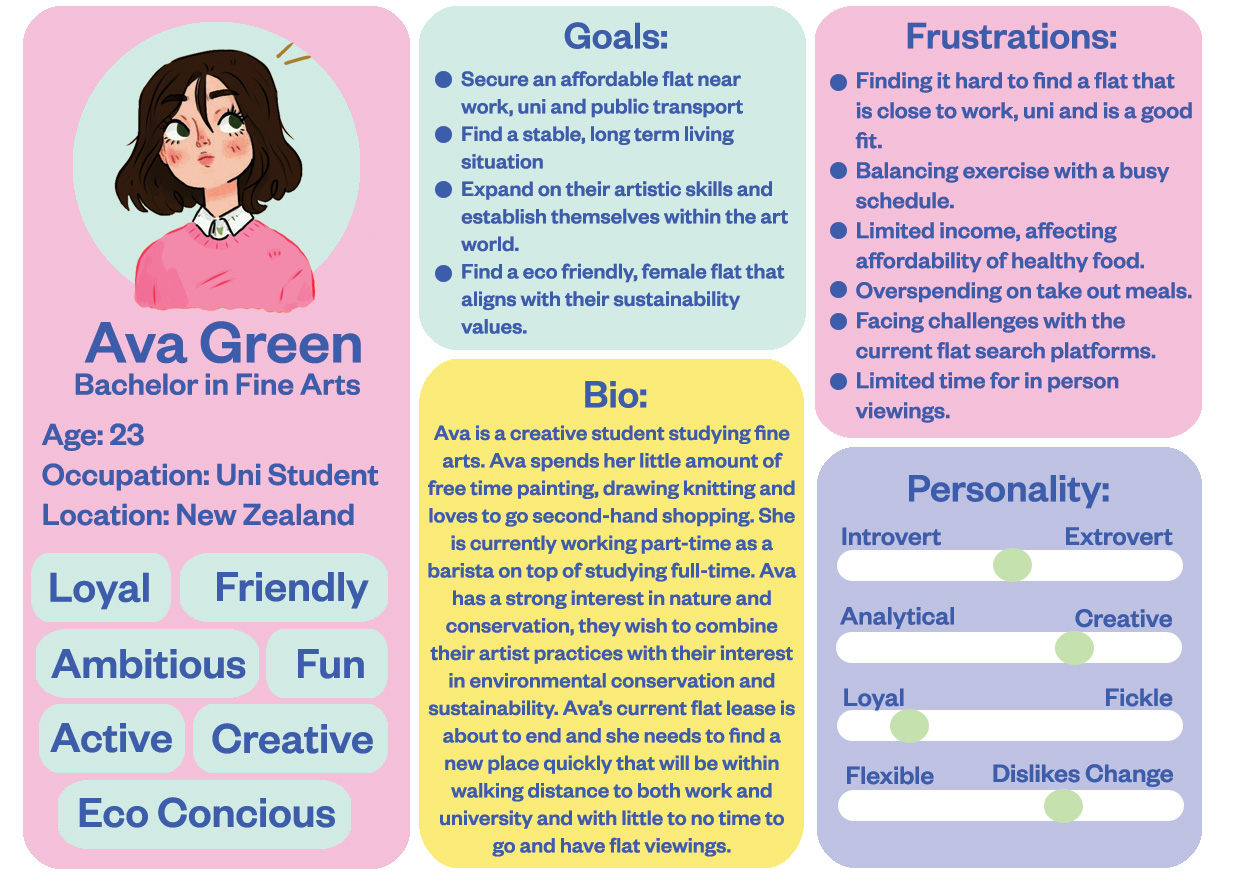 Ava Green
Bachelor in Fine Arts
Age: 23
Occupation: Uni Student
Location: New Zealand
Loyal
Friendly
Ambitious
Fun
Active
Creative
Eco Concious
Goals:
Secure an affordable flat near
work, uni and public transport
Find a stable, long term living
situation
Expand on their artistic skills and
establish themselves within the art
world.
Find a eco friendly, female flat that
aligns with their sustainability
values.
Bio:
Ava is a creative student studying fine
arts. Ava spends her little amount of
free time painting, drawing knitting and
loves to go second-hand shopping. She
is currently working part-time as a
barista on top of studying full-time. Ava
has a strong interest in nature and
conservation, they wish to combine
their artist practices with their interest
in environmental conservation and
sustainability. Ava's current flat lease is
about to end and she needs to find a
new place quickly that will be within
walking distance to both work and
university and with little to no time to
go and have flat viewings.
Frustrations:
Finding it hard to find a flat that
is close to work, uni and is a good
fit.
Balancing exercise with a busy
schedule.
Limited income, affecting
affordability of healthy food.
Overspending on take out meals.
Facing challenges with the
current flat search platforms.
Limited time for in person
viewings.
Personality:
Introvert Extrovert
Analytical Creative
Loyal Fickle
Flexible Dislikes Change